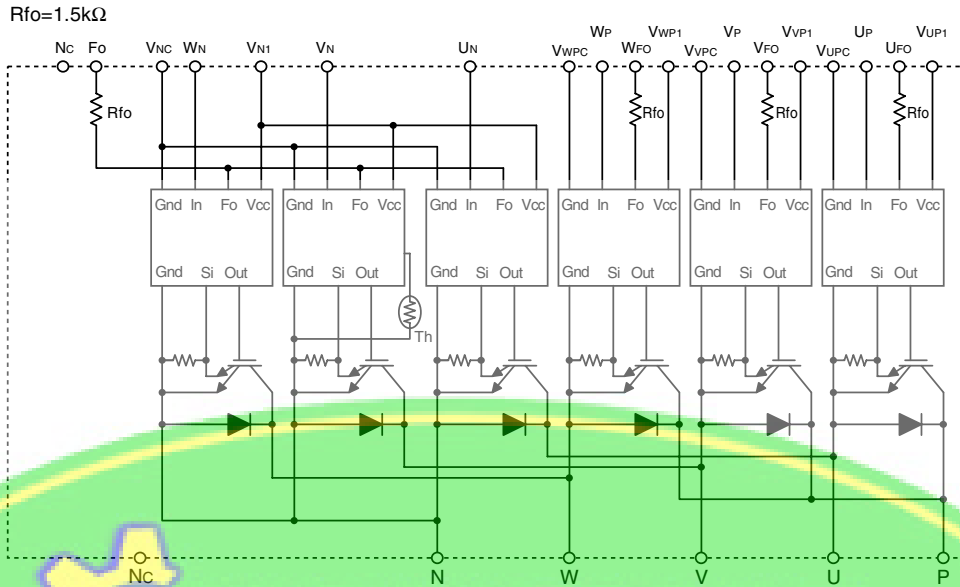 Rfo=1.5kΩ
NC FO VNC WN VN1 VN UN VWPC WP WFO VWP1 VVPC VP VFO VVP1 VUPC UP UFO VUP1
Rfo Rfo Rfo Rfo
Gnd In Fo Vcc Gnd In Fo Vcc Gnd In Fo Vcc Gnd In Fo Vcc Gnd In Fo Vcc Gnd In Fo Vcc
Gnd Si Out Gnd Si Out Gnd Si Out Gnd Si Out Gnd Si Out Gnd Si Out
Th
NC N W V U P